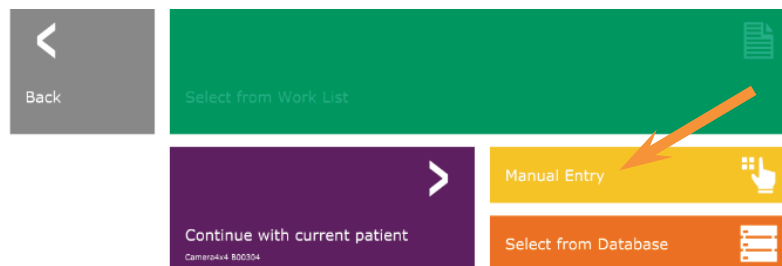 Back
Select from Work List
Manual Entry
Continue with current patient
Camera4x4 B00304
Select from Database